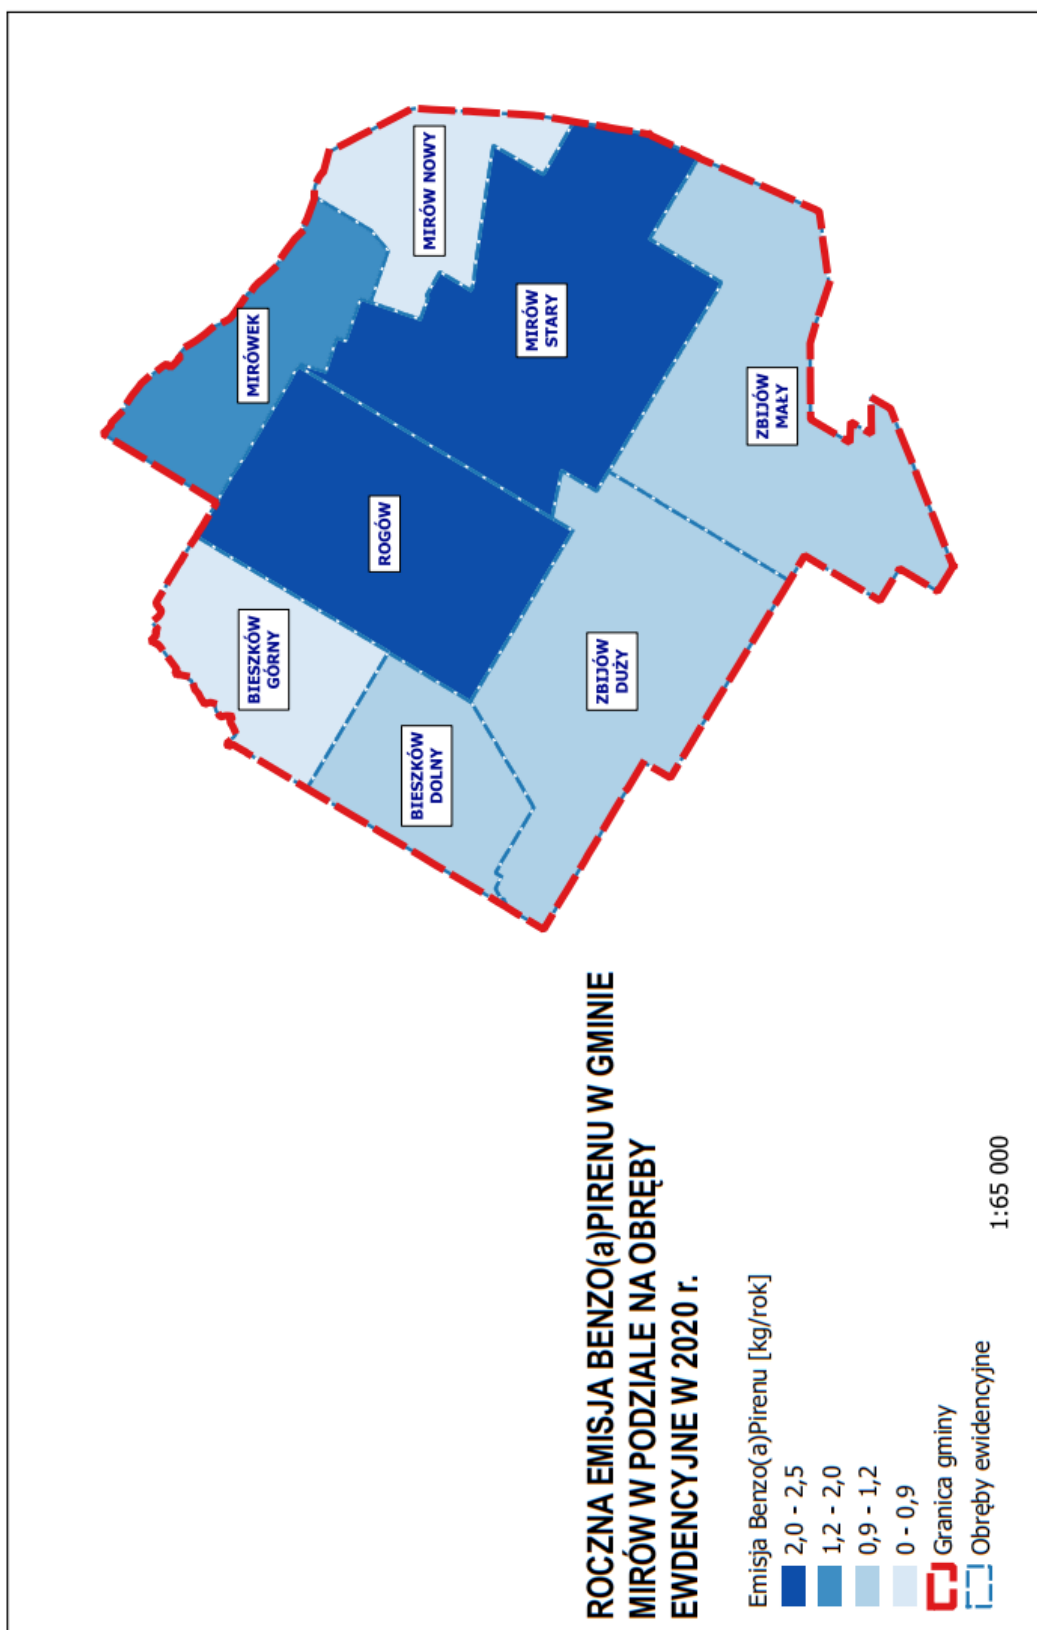 MIRÓWEK
MIRÓW NOWY
ROGÓW
MIRÓW
STARY
BIESZKÓW
GÓRNY
BIESZKÓW
DOLNY
ZBIJÓW
DUŻY
ZBIJÓW
MAŁY
ROCZNA EMISJA BENZO(a)PIRENU W GMINIE
MIRÓW W PODZIALE NA OBRĘBY
EWDENCYJNE W 2020 r.
Emisja Benzo(a)Pirenu [kg/rok]
2,0 - 2,5
1,2 - 2,0
0,9 - 1,2
0 - 0,9
Granica gminy
Obręby ewidencyjne
1:65 000